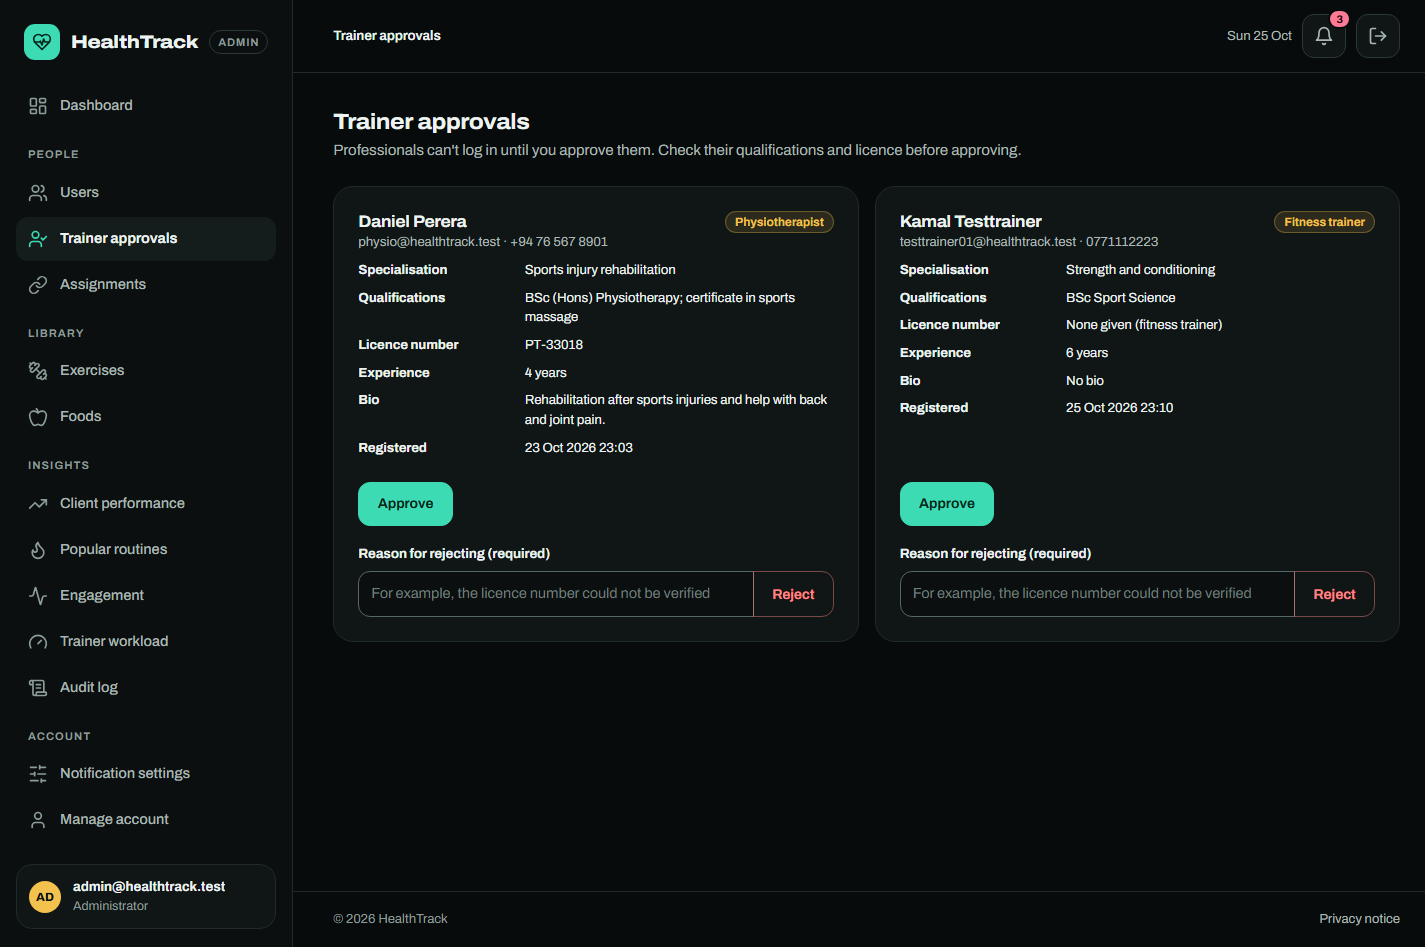 HealthTrack ADMIN
Dashboard
PEOPLE
Users
Trainer approvals
Assignments
LIBRARY
Exercises
Foods
INSIGHTS
Client performance
Popular routines
Engagement
Trainer workload
Audit log
ACCOUNT
Notification settings
Manage account
AD
admin@healthtrack.test
Administrator
Trainer approvals
Sun 25 Oct
3
Trainer approvals
Professionals can't log in until you approve them. Check their qualifications and licence before approving.
Daniel Perera
Physiotherapist
physio@healthtrack.test · +94 76 567 8901
Specialisation Sports injury rehabilitation
Qualifications BSc (Hons) Physiotherapy; certificate in sports
massage
Licence number PT-33018
Experience 4 years
Bio Rehabilitation after sports injuries and help with back
and joint pain.
Registered 23 Oct 2026 23:03
Approve
Reason for rejecting (required)
For example, the licence number could not be verified
Reject
Kamal Testtrainer
Fitness trainer
testtrainer01@healthtrack.test · 0771112223
Specialisation Strength and conditioning
Qualifications BSc Sport Science
Licence number None given (fitness trainer)
Experience 6 years
Bio No bio
Registered 25 Oct 2026 23:10
Approve
Reason for rejecting (required)
For example, the licence number could not be verified
Reject
© 2026 HealthTrack
Privacy notice